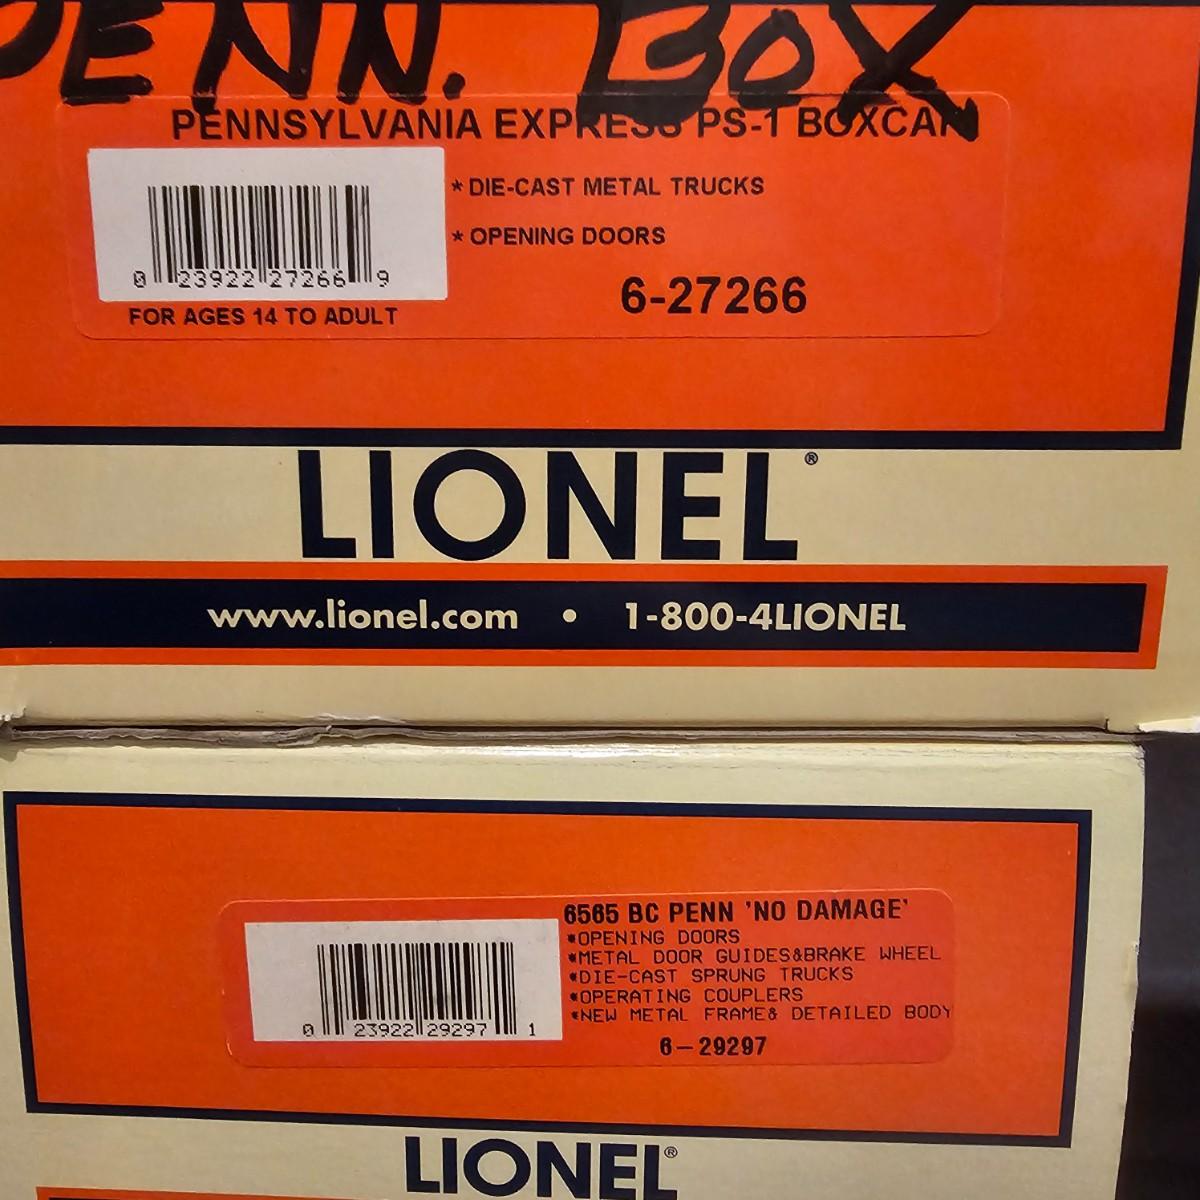 PENN. BOX
PENNSYLVANIA EXPRESS PS-1 BOXCAR
* DIE-CAST METAL TRUCKS
* OPENING DOORS
0 23922 27266 9
6-27266
FOR AGES 14 TO ADULT
LIONEL®
www.lionel.com • 1-800-4LIONEL
6565 BC PENN 'NO DAMAGE'
*OPENING DOORS
*METAL DOOR GUIDES&BRAKE WHEEL
*DIE-CAST SPRUNG TRUCKS
*OPERATING COUPLERS
*NEW METAL FRAME& DETAILED BODY
0 23922 29297 1
6-29297
LIONEL®